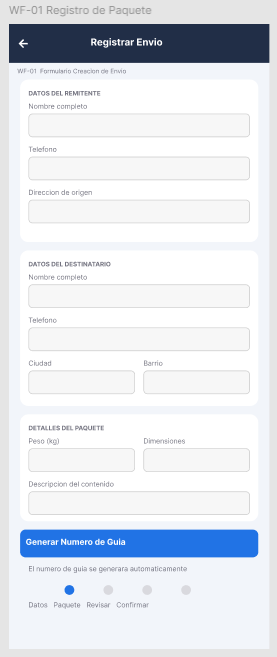 WF-01 Registro de Paquete
Registrar Envio
WF-01 Formulario Creacion de Envio
DATOS DEL REMITENTE
Nombre completo
Telefono
Direccion de origen
DATOS DEL DESTINATARIO
Nombre completo
Telefono
Ciudad Barrio
DETALLES DEL PAQUETE
Peso (kg) Dimensiones
Descripcion del contenido
Generar Numero de Guia
El numero de guia se generara automaticamente
Datos Paquete Revisar Confirmar